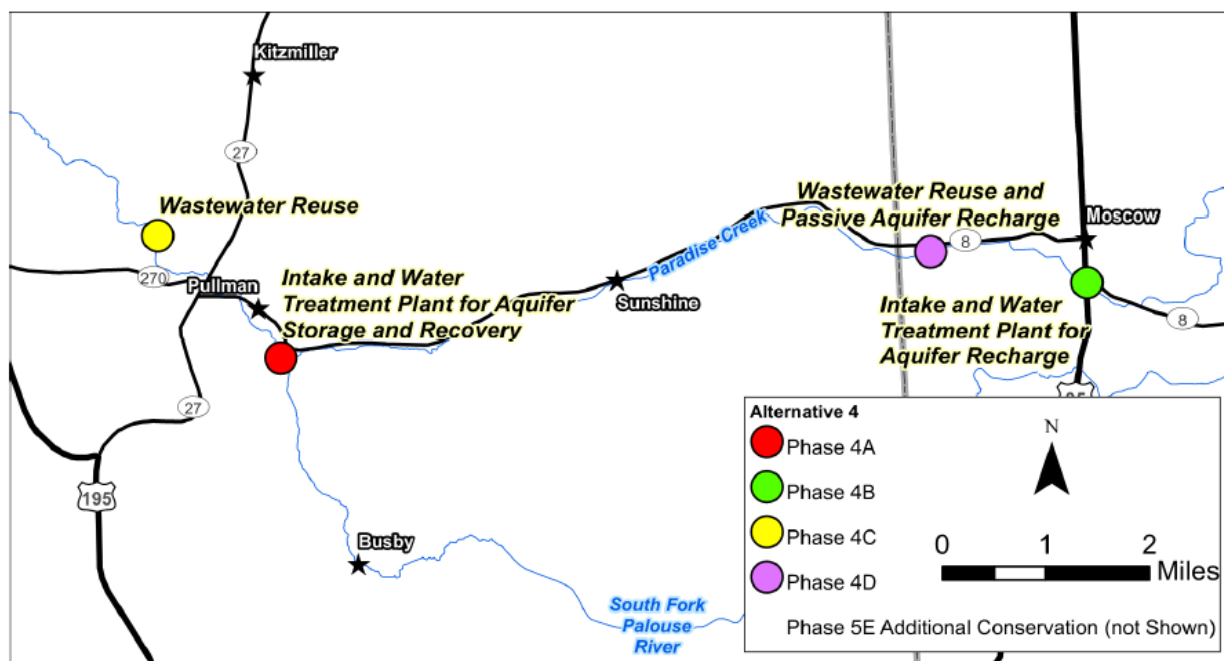 Kitzmiller
27
Wastewater Reuse
270
Pullman
Intake and Water
Treatment Plant for Aquifer
Storage and Recovery
Paradise Creek
Sunshine
Wastewater Reuse and
Passive Aquifer Recharge
Moscow
8
Intake and Water
Treatment Plant for
Aquifer Recharge
8
27
195
Busby
South Fork
Palouse
River
Alternative 4
Phase 4A
Phase 4B
Phase 4C
Phase 4D
Phase 5E Additional Conservation (not Shown)
N
0 1 2
Miles